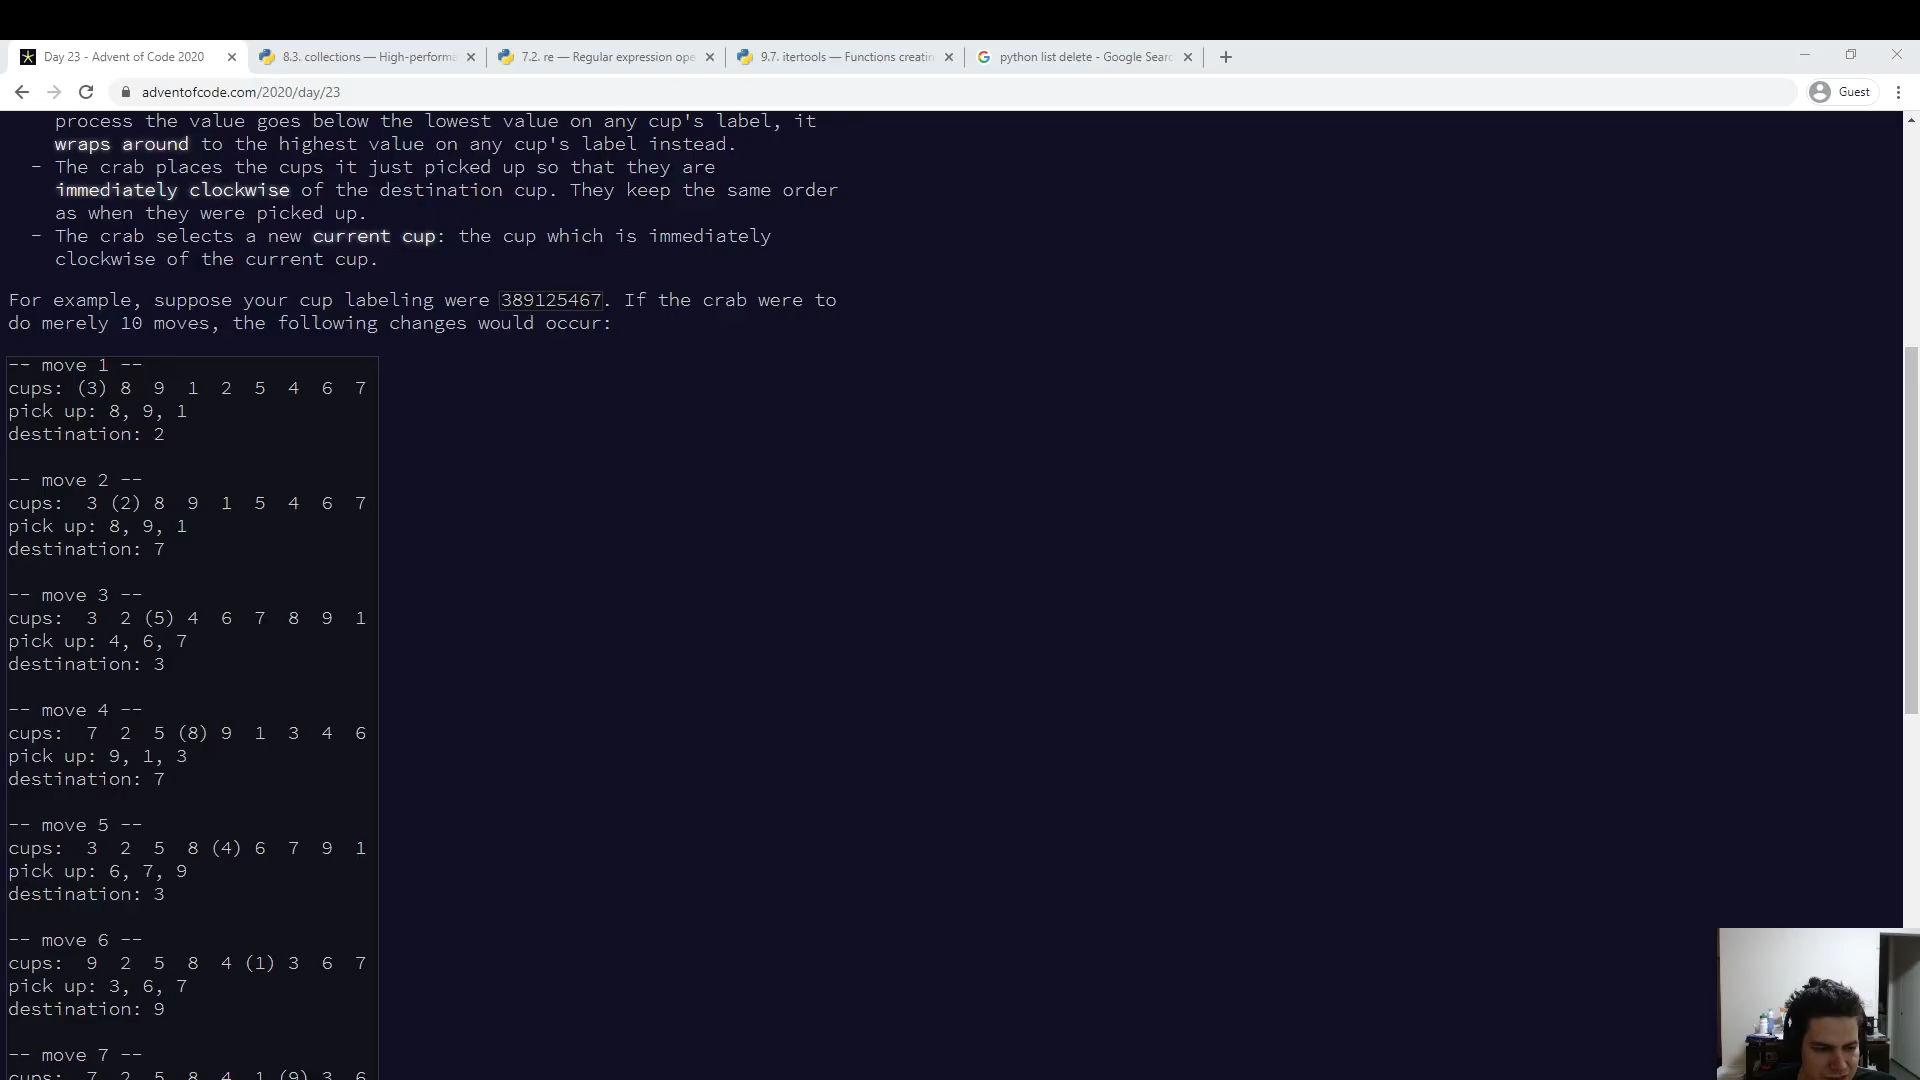 Day 23 - Advent of Code 2020
8.3. collections — High-performa
7.2. re — Regular expression ope
9.7. itertools — Functions creatin
python list delete - Google Searc
adventofcode.com/2020/day/23
Guest
process the value goes below the lowest value on any cup's label, it
wraps around to the highest value on any cup's label instead.
- The crab places the cups it just picked up so that they are
immediately clockwise of the destination cup. They keep the same order
as when they were picked up.
- The crab selects a new current cup: the cup which is immediately
clockwise of the current cup.
For example, suppose your cup labeling were 389125467. If the crab were to
do merely 10 moves, the following changes would occur:
-- move 1 --
cups: (3) 8 9 1 2 5 4 6 7
pick up: 8, 9, 1
destination: 2
-- move 2 --
cups: 3 (2) 8 9 1 5 4 6 7
pick up: 8, 9, 1
destination: 7
-- move 3 --
cups: 3 2 (5) 4 6 7 8 9 1
pick up: 4, 6, 7
destination: 3
-- move 4 --
cups: 7 2 5 (8) 9 1 3 4 6
pick up: 9, 1, 3
destination: 7
-- move 5 --
cups: 3 2 5 8 (4) 6 7 9 1
pick up: 6, 7, 9
destination: 3
-- move 6 --
cups: 9 2 5 8 4 (1) 3 6 7
pick up: 3, 6, 7
destination: 9
-- move 7 --
cups: 7 2 5 8 4 1 (9) 3 6